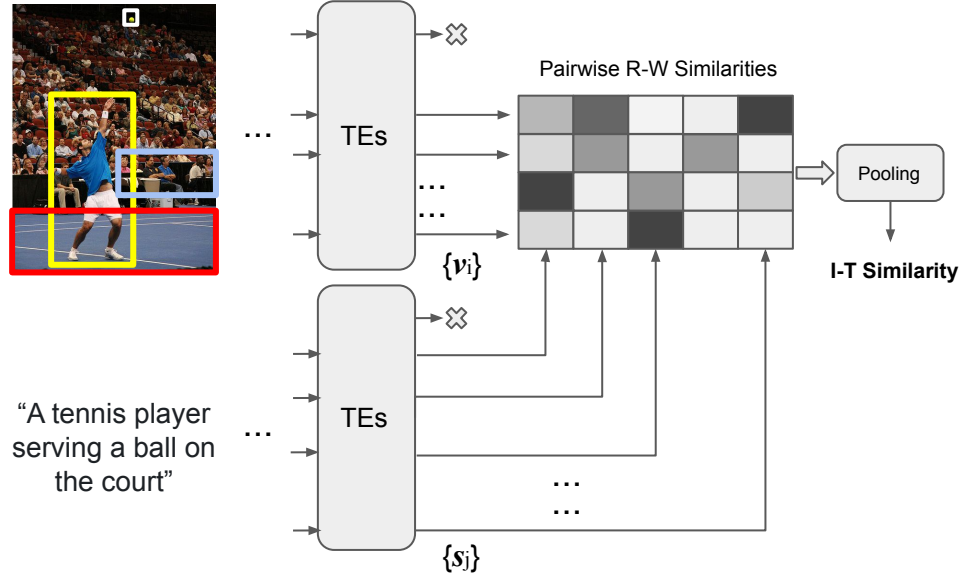 Pairwise R-W Similarities
TEs
...
...
...
Pooling
{vi}
I-T Similarity
“A tennis player
serving a ball on
the court”
...
TEs
...
...
{sj}